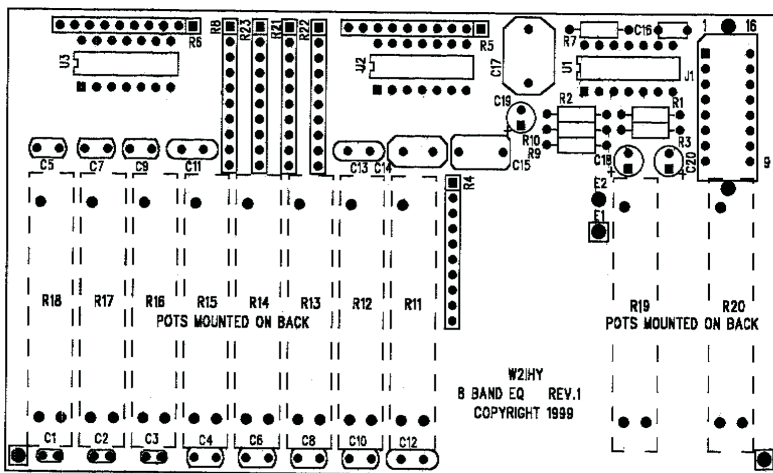 R6
R8
R23
R21
R22
R5
R7
C16
1
16
U3
U2
C17
U1
J1
C19
R2
R1
R10
R9
R3
C5
C7
C9
C11
C13
C14
C15
C18
C20
9
R4
E2
E1
R18
R17
R16
R15
R14
R13
R12
R11
R19
R20
POTS MOUNTED ON BACK
POTS MOUNTED ON BACK
W2IHY
8 BAND EQ REV.1
COPYRIGHT 1999
C1
C2
C3
C4
C6
C8
C10
C12